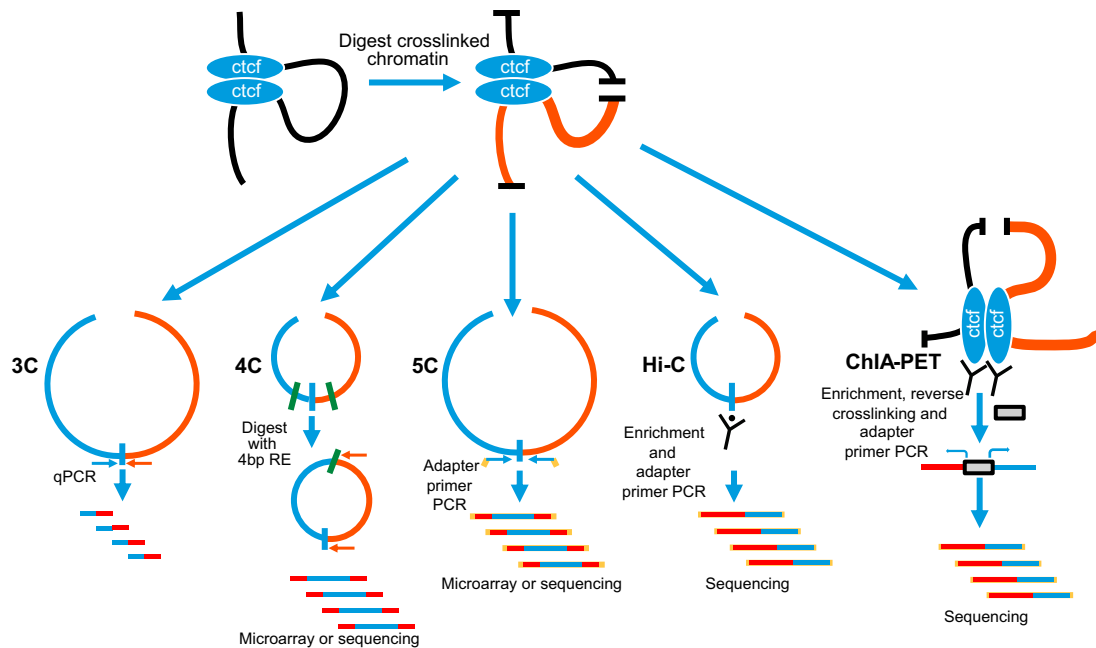 Digest crosslinked
chromatin
ctcf
ctcf
ctcf
ctcf
3C
qPCR
4C
Digest
with
4bp RE
Microarray or sequencing
5C
Adapter
primer
PCR
Microarray or sequencing
Hi-C
Enrichment
and
adapter
primer PCR
Sequencing
ctcf
ctcf
ChIA-PET
Enrichment, reverse
crosslinking and
adapter
primer PCR
Sequencing